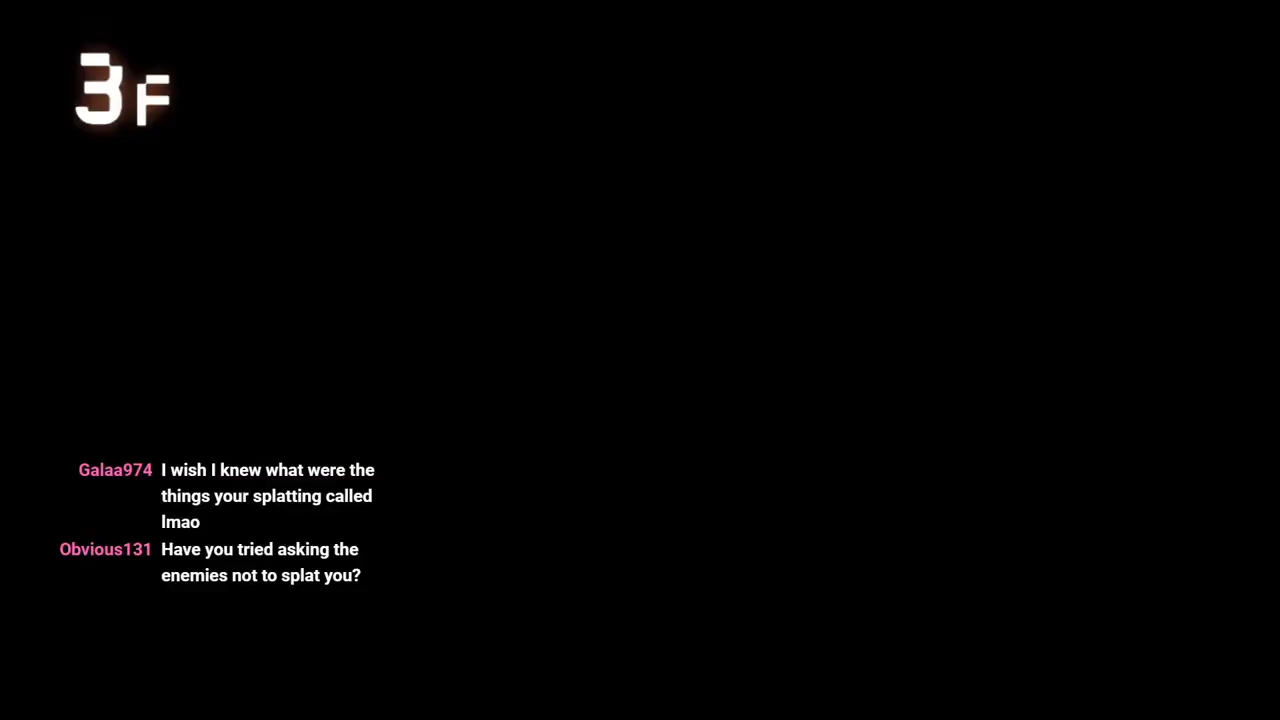 3F
Galaa974 I wish I knew what were the
things your splatting called
lmao
Obvious131 Have you tried asking the
enemies not to splat you?